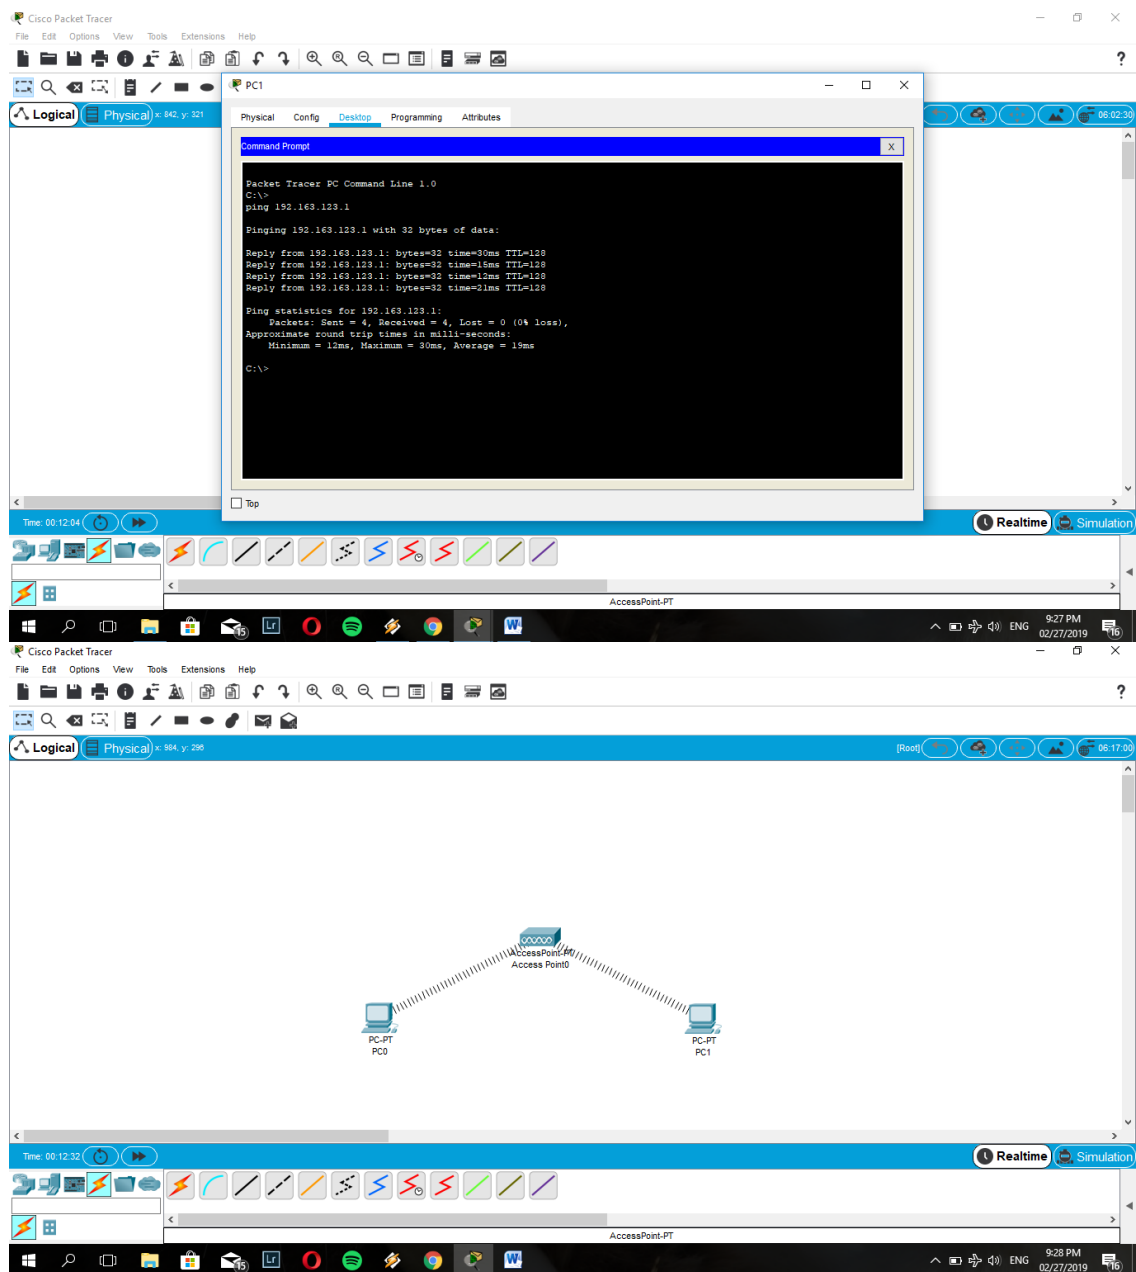 Cisco Packet Tracer
File Edit Options View Tools Extensions Help
PC1
Logical Physical x: 842, y: 321 06:02:30
Physical Config Desktop Programming Attributes
Command Prompt X
Packet Tracer PC Command Line 1.0
C:\>
ping 192.163.123.1
Pinging 192.163.123.1 with 32 bytes of data:
Reply from 192.163.123.1: bytes=32 time=30ms TTL=128
Reply from 192.163.123.1: bytes=32 time=15ms TTL=128
Reply from 192.163.123.1: bytes=32 time=12ms TTL=128
Reply from 192.163.123.1: bytes=32 time=21ms TTL=128
Ping statistics for 192.163.123.1:
Packets: Sent = 4, Received = 4, Lost = 0 (0% loss),
Approximate round trip times in milli-seconds:
Minimum = 12ms, Maximum = 30ms, Average = 19ms
C:\>
Top
Time: 00:12:04 Realtime Simulation
AccessPoint-PT
15 Lr W ENG 9:27 PM
02/27/2019 16
Cisco Packet Tracer
File Edit Options View Tools Extensions Help
Logical Physical x: 984, y: 296 [Root] 06:17:00
AccessPoint-PT
Access Point0
PC-PT
PC0
PC-PT
PC1
Time: 00:12:32 Realtime Simulation
AccessPoint-PT
15 Lr W ENG 9:28 PM
02/27/2019 16